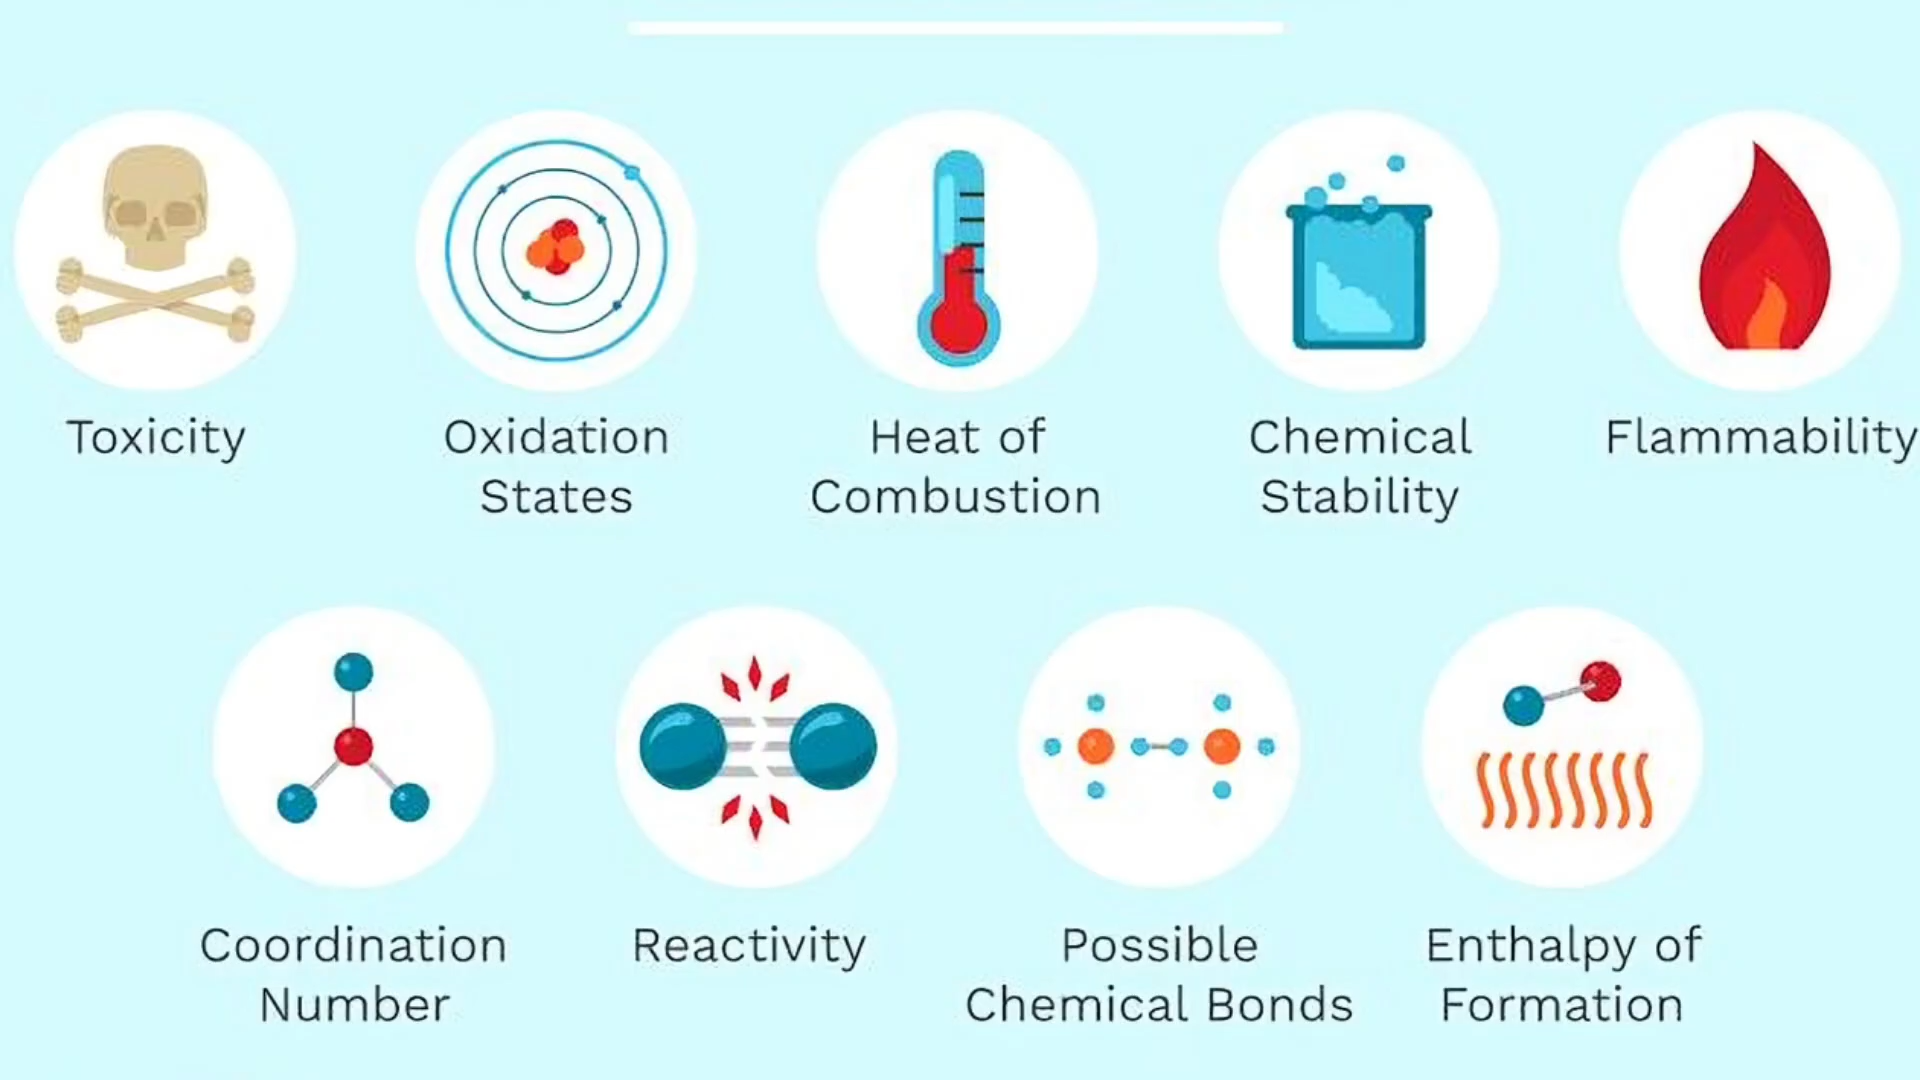 Toxicity
Oxidation
States
Heat of
Combustion
Chemical
Stability
Flammability
Coordination
Number
Reactivity
Possible
Chemical Bonds
Enthalpy of
Formation